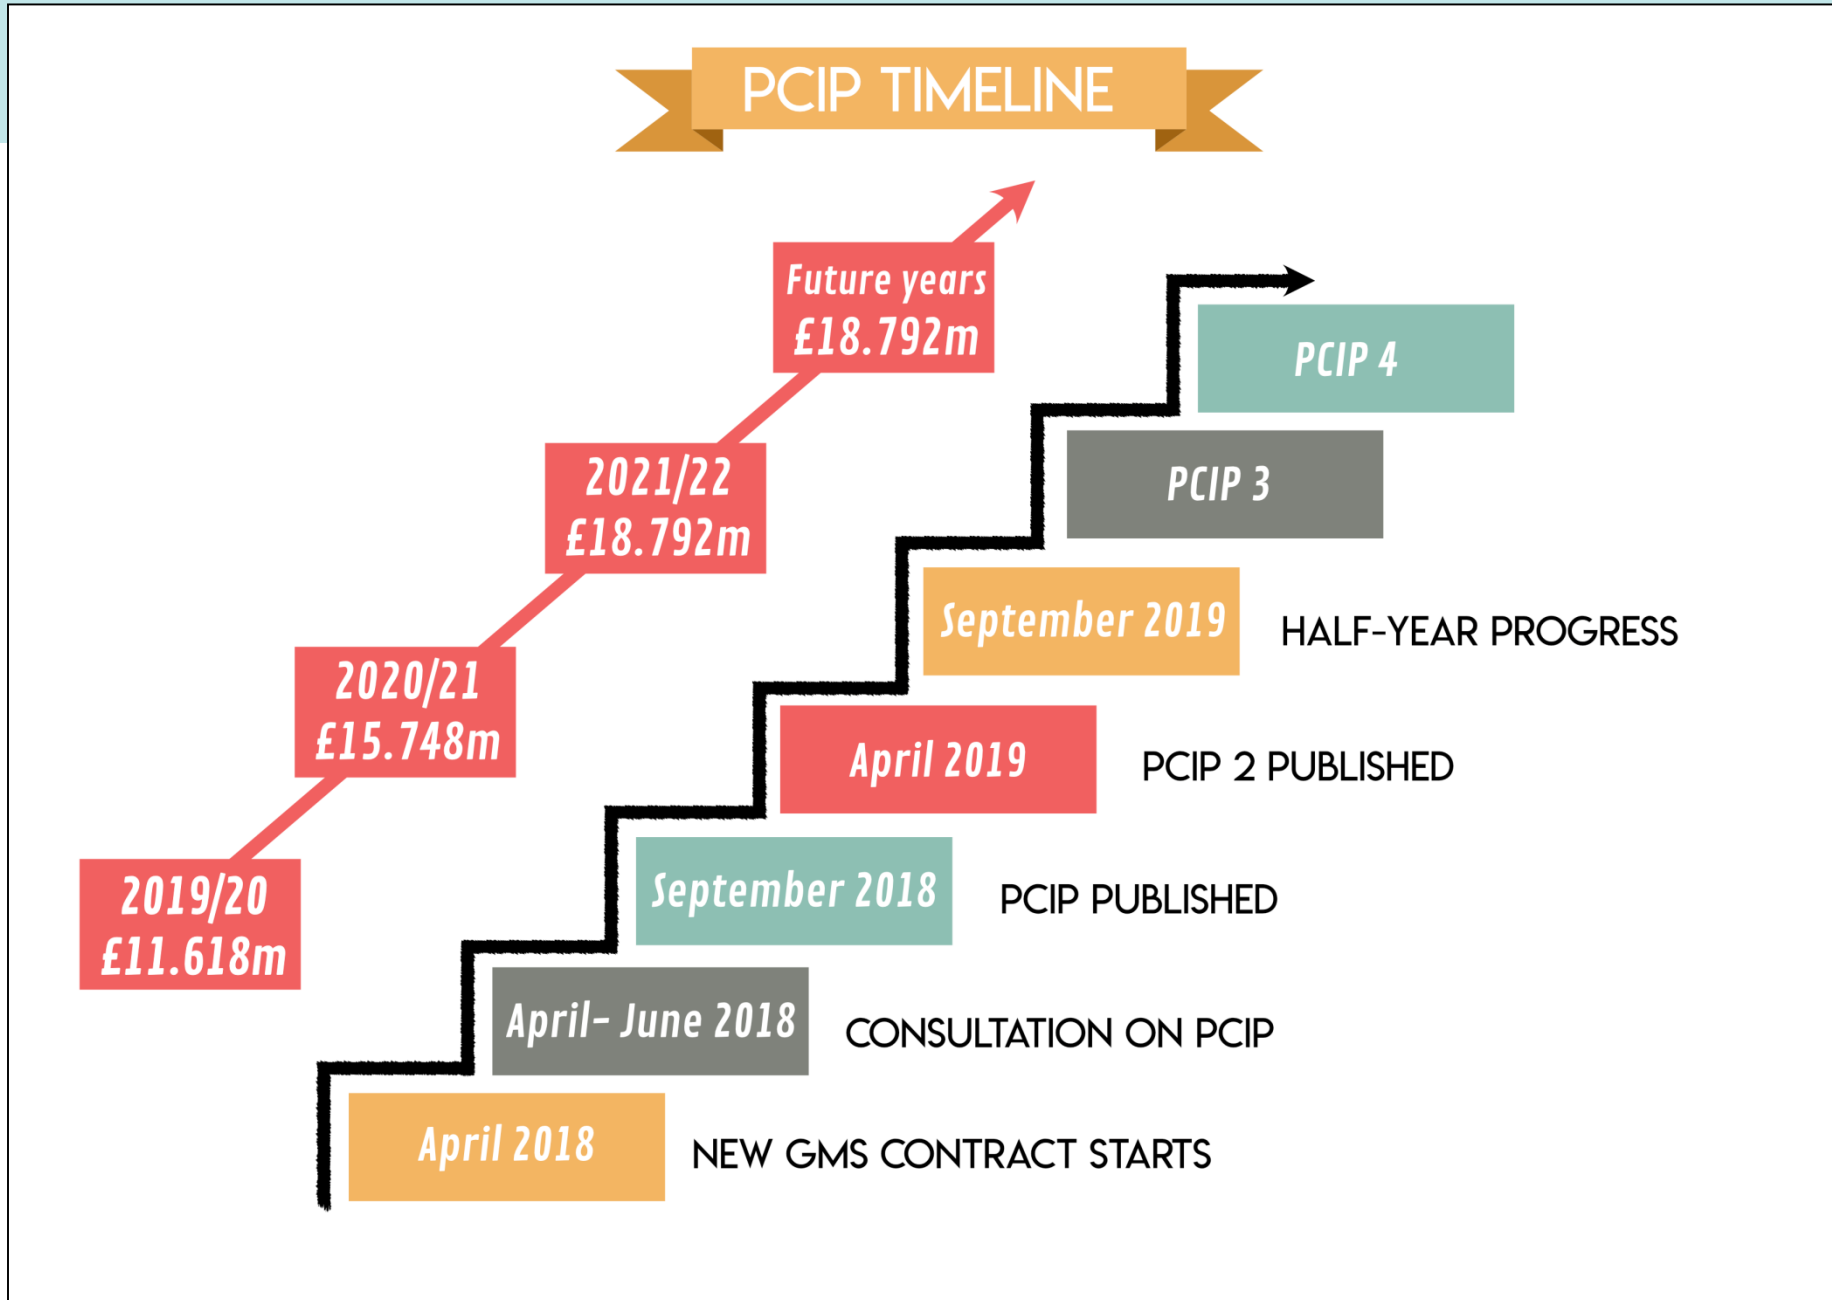 PCIP TIMELINE
Future years
£18.792m
2021/22
£18.792m
2020/21
£15.748m
2019/20
£11.618m
PCIP 4
PCIP 3
September 2019 HALF-YEAR PROGRESS
April 2019 PCIP 2 PUBLISHED
September 2018 PCIP PUBLISHED
April- June 2018 CONSULTATION ON PCIP
April 2018 NEW GMS CONTRACT STARTS